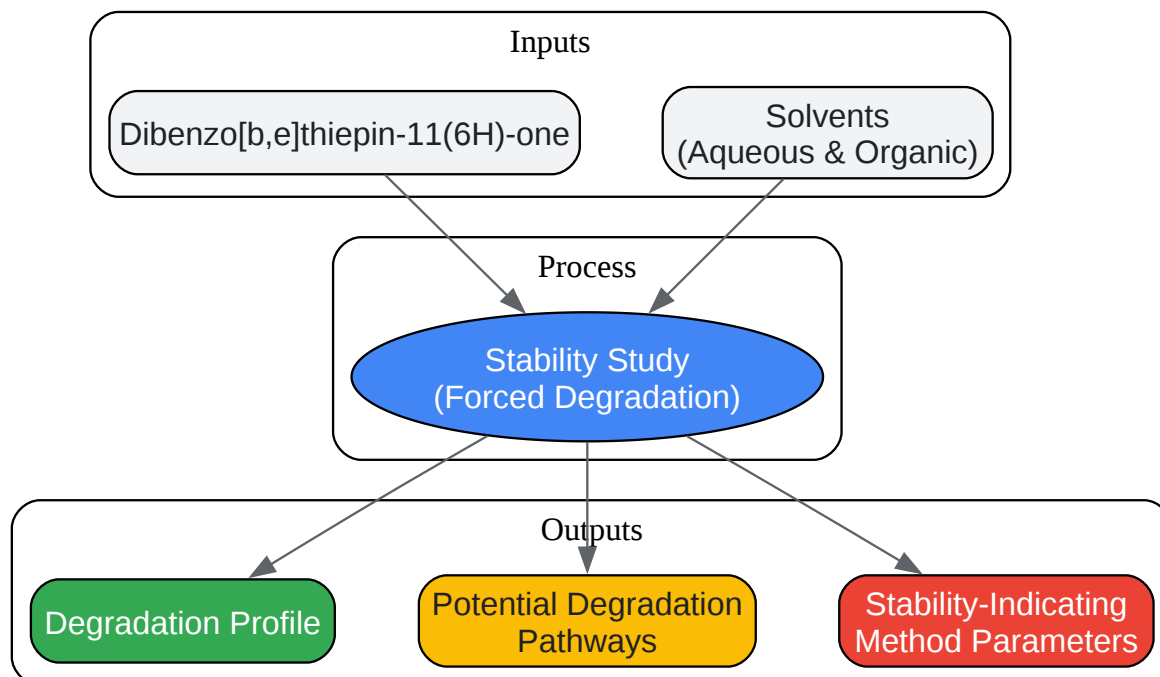 Inputs
Dibenzo[b,e]thiepin-11(6H)-one
Solvents
(Aqueous & Organic)
Process
Stability Study
(Forced Degradation)
Outputs
Degradation Profile
Potential Degradation
Pathways
Stability-Indicating
Method Parameters